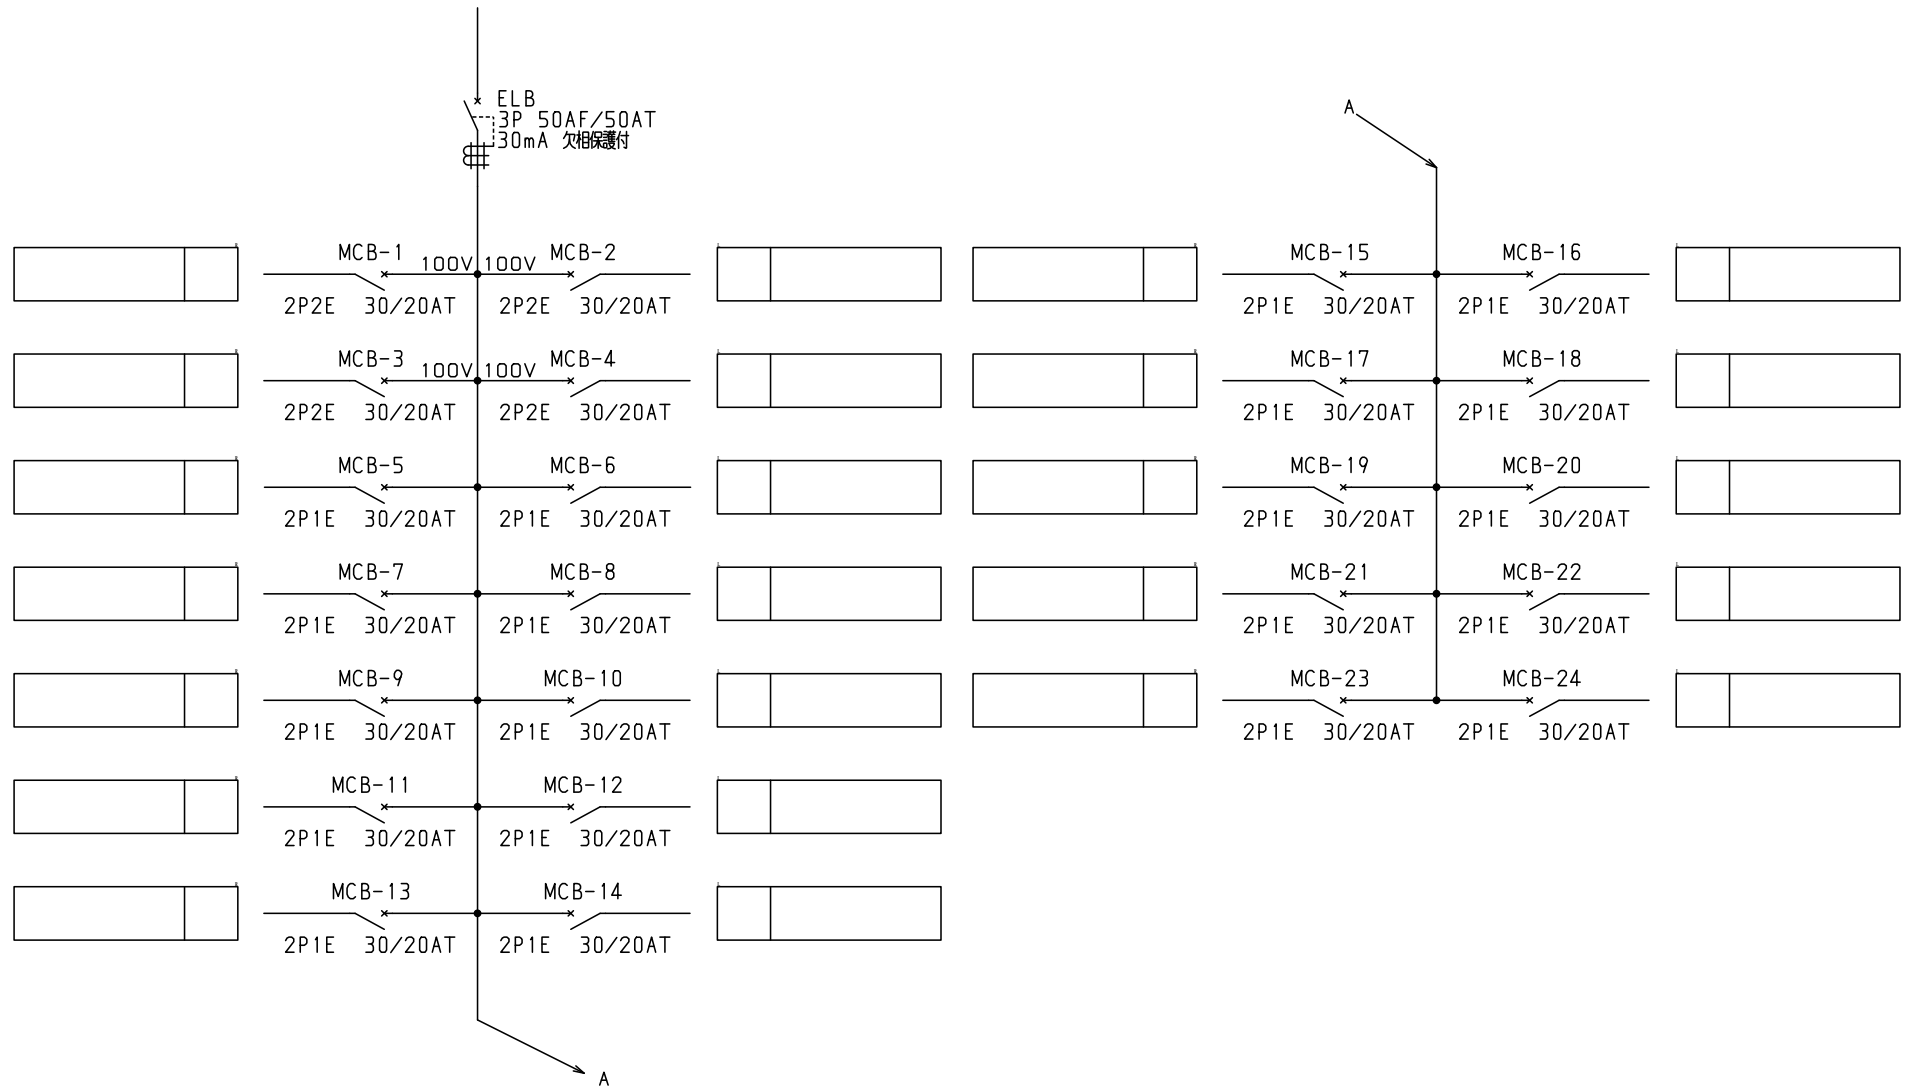 ELB
3P 50AF/50AT
30mA 欠相保護付
A
MCB-1 100V 100V MCB-2
2P2E 30/20AT 2P2E 30/20AT
MCB-3 100V 100V MCB-4
2P2E 30/20AT 2P2E 30/20AT
MCB-5 MCB-6
2P1E 30/20AT 2P1E 30/20AT
MCB-7 MCB-8
2P1E 30/20AT 2P1E 30/20AT
MCB-9 MCB-10
2P1E 30/20AT 2P1E 30/20AT
MCB-11 MCB-12
2P1E 30/20AT 2P1E 30/20AT
MCB-13 MCB-14
2P1E 30/20AT 2P1E 30/20AT
A
MCB-15 MCB-16
2P1E 30/20AT 2P1E 30/20AT
MCB-17 MCB-18
2P1E 30/20AT 2P1E 30/20AT
MCB-19 MCB-20
2P1E 30/20AT 2P1E 30/20AT
MCB-21 MCB-22
2P1E 30/20AT 2P1E 30/20AT
MCB-23 MCB-24
2P1E 30/20AT 2P1E 30/20AT